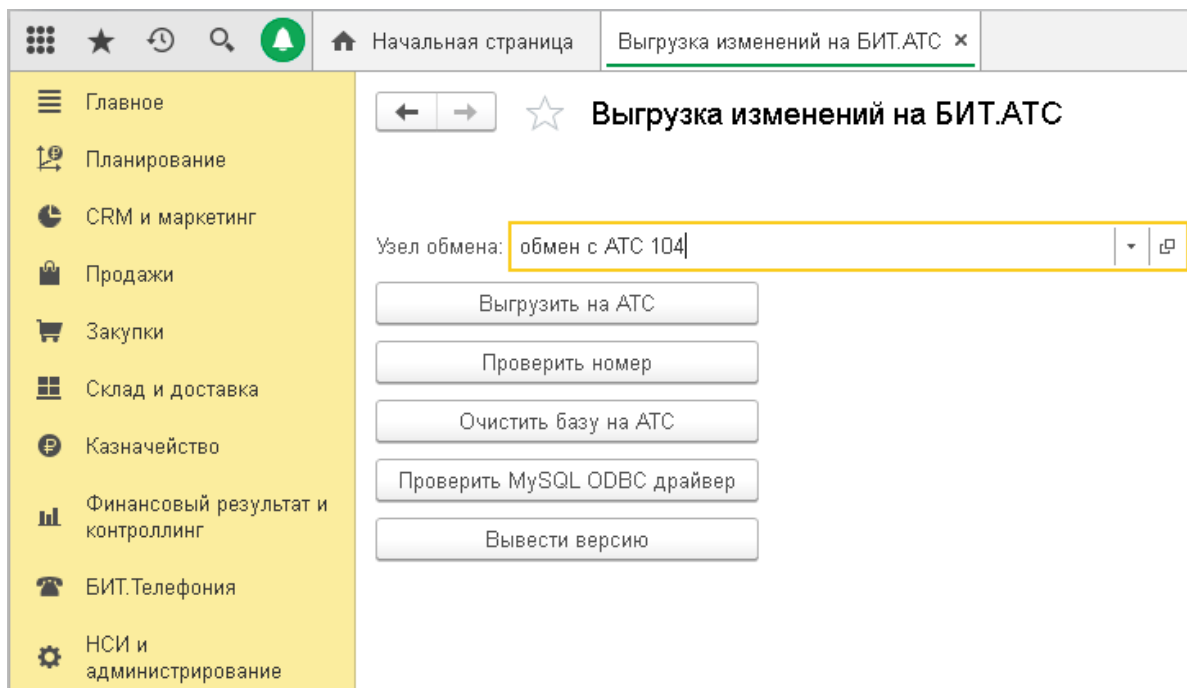 Начальная страница
Выгрузка изменений на БИТ.АТС
Главное
Планирование
CRM и маркетинг
Продажи
Закупки
Склад и доставка
Казначейство
Финансовый результат и
контроллинг
БИТ.Телефония
НСИ и
администрирование
Выгрузка изменений на БИТ.АТС
Узел обмена: обмен с АТС 104
Выгрузить на АТС
Проверить номер
Очистить базу на АТС
Проверить MySQL ODBC драйвер
Вывести версию